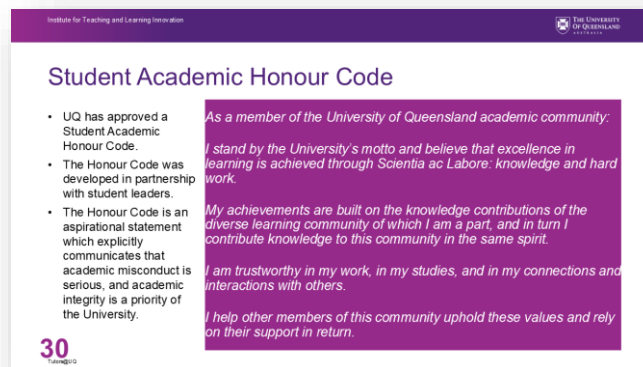 Institute for Teaching and Learning Innovation
THE UNIVERSITY
OF QUEENSLAND
AUSTRALIA
Student Academic Honour Code
• UQ has approved a
Student Academic
Honour Code.
• The Honour Code was
developed in partnership
with student leaders.
• The Honour Code is an
aspirational statement
which explicitly
communicates that
academic misconduct is
serious, and academic
integrity is a priority of
the University.
As a member of the University of Queensland academic community:
I stand by the University's motto and believe that excellence in
learning is achieved through Scientia ac Labore: knowledge and hard
work.
My achievements are built on the knowledge contributions of the
diverse learning community of which I am a part, and in turn I
contribute knowledge to this community in the same spirit.
I am trustworthy in my work, in my studies, and in my connections and
interactions with others.
I help other members of this community uphold these values and rely
on their support in return.
30
Tutors@UQ